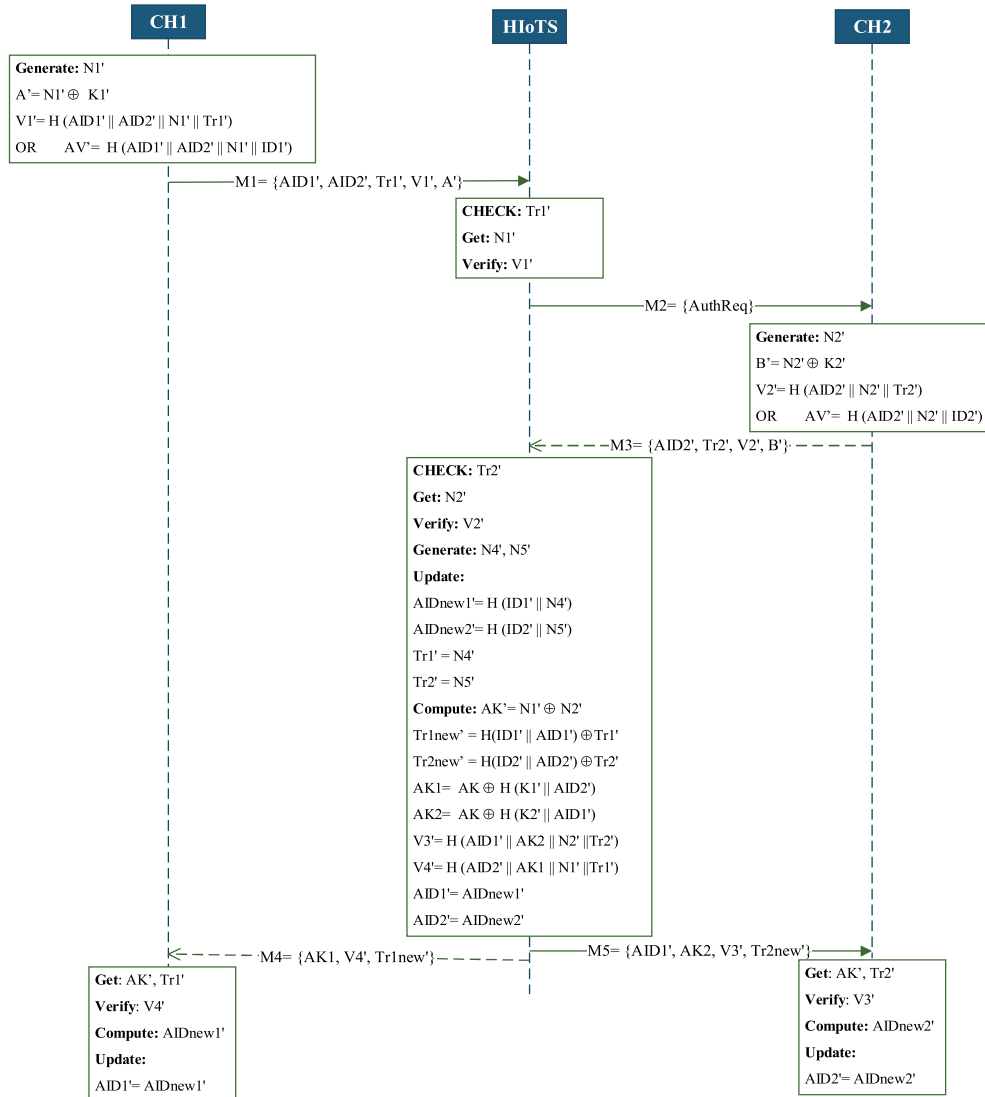 CH1
HIoTS
CH2
Generate: N1'
A’= N1' ⊕ K1'
V1'= H (AID1' || AID2' || N1' || Tr1')
OR AV’= H (AID1' || AID2' || N1' || ID1')
M1= {AID1', AID2', Tr1', V1', A'}
CHECK: Tr1'
Get: N1'
Verify: V1'
M2= {AuthReq}
Generate: N2'
B’= N2' ⊕ K2'
V2'= H (AID2' || N2' || Tr2')
OR AV’= H (AID2' || N2' || ID2')
M3= {AID2', Tr2', V2', B'}
CHECK: Tr2'
Get: N2'
Verify: V2'
Generate: N4', N5'
Update:
AIDnew1'= H (ID1' || N4')
AIDnew2'= H (ID2' || N5')
Tr1' = N4'
Tr2' = N5'
Compute: AK’= N1' ⊕ N2'
Tr1new’ = H(ID1' || AID1') ⊕Tr1'
Tr2new’ = H(ID2' || AID2') ⊕Tr2'
AK1= AK ⊕ H (K1' || AID2')
AK2= AK ⊕ H (K2' || AID1')
V3'= H (AID1' || AK2 || N2' ||Tr2')
V4'= H (AID2' || AK1 || N1' ||Tr1')
AID1'= AIDnew1'
AID2'= AIDnew2'
M4= {AK1, V4', Tr1new'}
M5= {AID1', AK2, V3', Tr2new'}
Get: AK’, Tr1'
Verify: V4'
Compute: AIDnew1'
Update:
AID1'= AIDnew1'
Get: AK’, Tr2'
Verify: V3'
Compute: AIDnew2'
Update:
AID2'= AIDnew2'